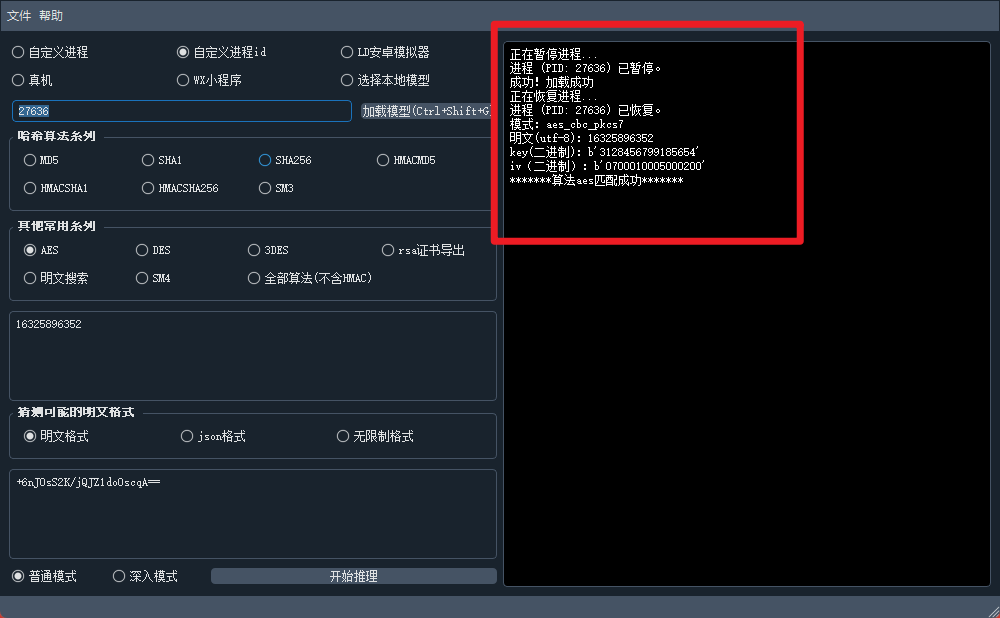 文件 帮助
自定义进程 自定义进程id LD安卓模拟器
真机 WX小程序 选择本地模型
27636 加载模型(Ctrl+Shift+G)
哈希算法系列
MD5 SHA1 SHA256 HMACMD5
HMACSHA1 HMACSHA256 SM3
其他常用系列
AES DES 3DES rsa证书导出
明文搜索 SM4 全部算法(不含HMAC)
16325896352
猜测可能的明文格式
明文格式 json格式 无限制格式
+6nJOsS2K/jQJZ1doOscqA==
普通模式 深入模式 开始推理
正在暂停进程...
进程 (PID: 27636) 已暂停。
成功! 加载成功
正在恢复进程...
进程 (PID: 27636) 已恢复。
模式: aes_cbc_pkcs7
明文(utf-8): 16325896352
key(二进制): b'3128456799185654'
iv (二进制) : b'0700010005000200'
*******算法aes匹配成功*******